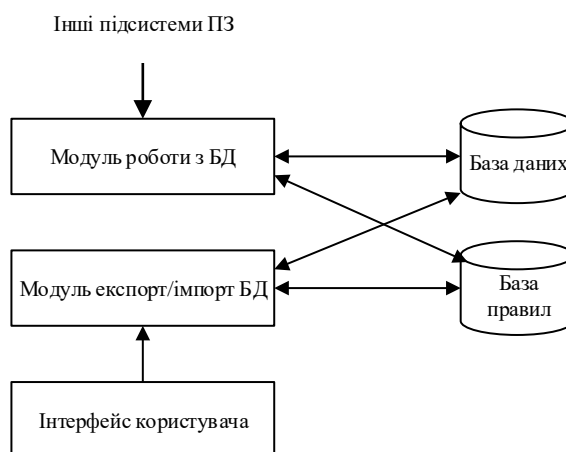 Інші підсистеми ПЗ
Модуль роботи з БД
База даних
Модуль експорт/імпорт БД
База
правил
Інтерфейс користувача